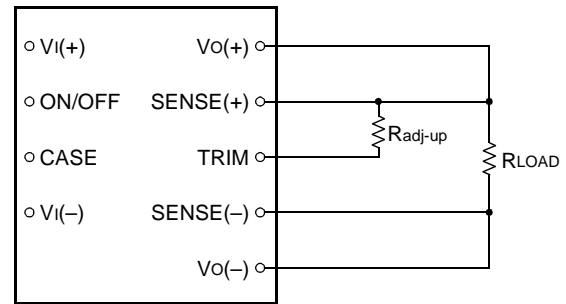 VI(+) VO(+)
ON/OFF SENSE(+)
Radj-up
CASE TRIM
RLOAD
VI(–) SENSE(–)
VO(–)